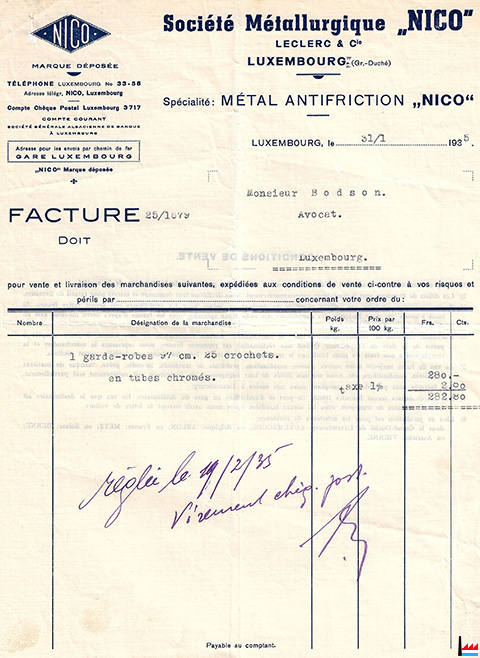 NICO
MARQUE DÉPOSÉE
TÉLÉPHONE LUXEMBOURG No 33-58
Adresse télégr. NICO, Luxembourg
Compte Chèque Postal Luxembourg 3717
COMPTE COURANT
SOCIÉTÉ GÉNÉRALE ALSACIENNE DE BANQUE
À LUXEMBOURG
Adresse pour les envois par chemin de fer
GARE LUXEMBOURG
„NICO" Marque déposée
Société Métallurgique „NICO"
LECLERC & Cie
LUXEMBOURG (Gr.-Duché)
Spécialité: MÉTAL ANTIFRICTION „NICO"
LUXEMBOURG, le 31/1 1935.
Monsieur Bodson.
Avocat.
Luxembourg.
FACTURE 25/1679
DOIT
pour vente et livraison des marchandises suivantes, expédiées aux conditions de vente ci-contre à vos risques et
périls par concernant votre ordre du:
Nombre Désignation de la marchandise Poids kg. Prix par 100 kg. Frs. Cts.
1 garde-robes 97 cm. 25 crochets.
en tubes chromés. 280.-
taxe 1% 2.80
282.80
réglée le 19/2/35
Virement chèq. post.
Payable au comptant.